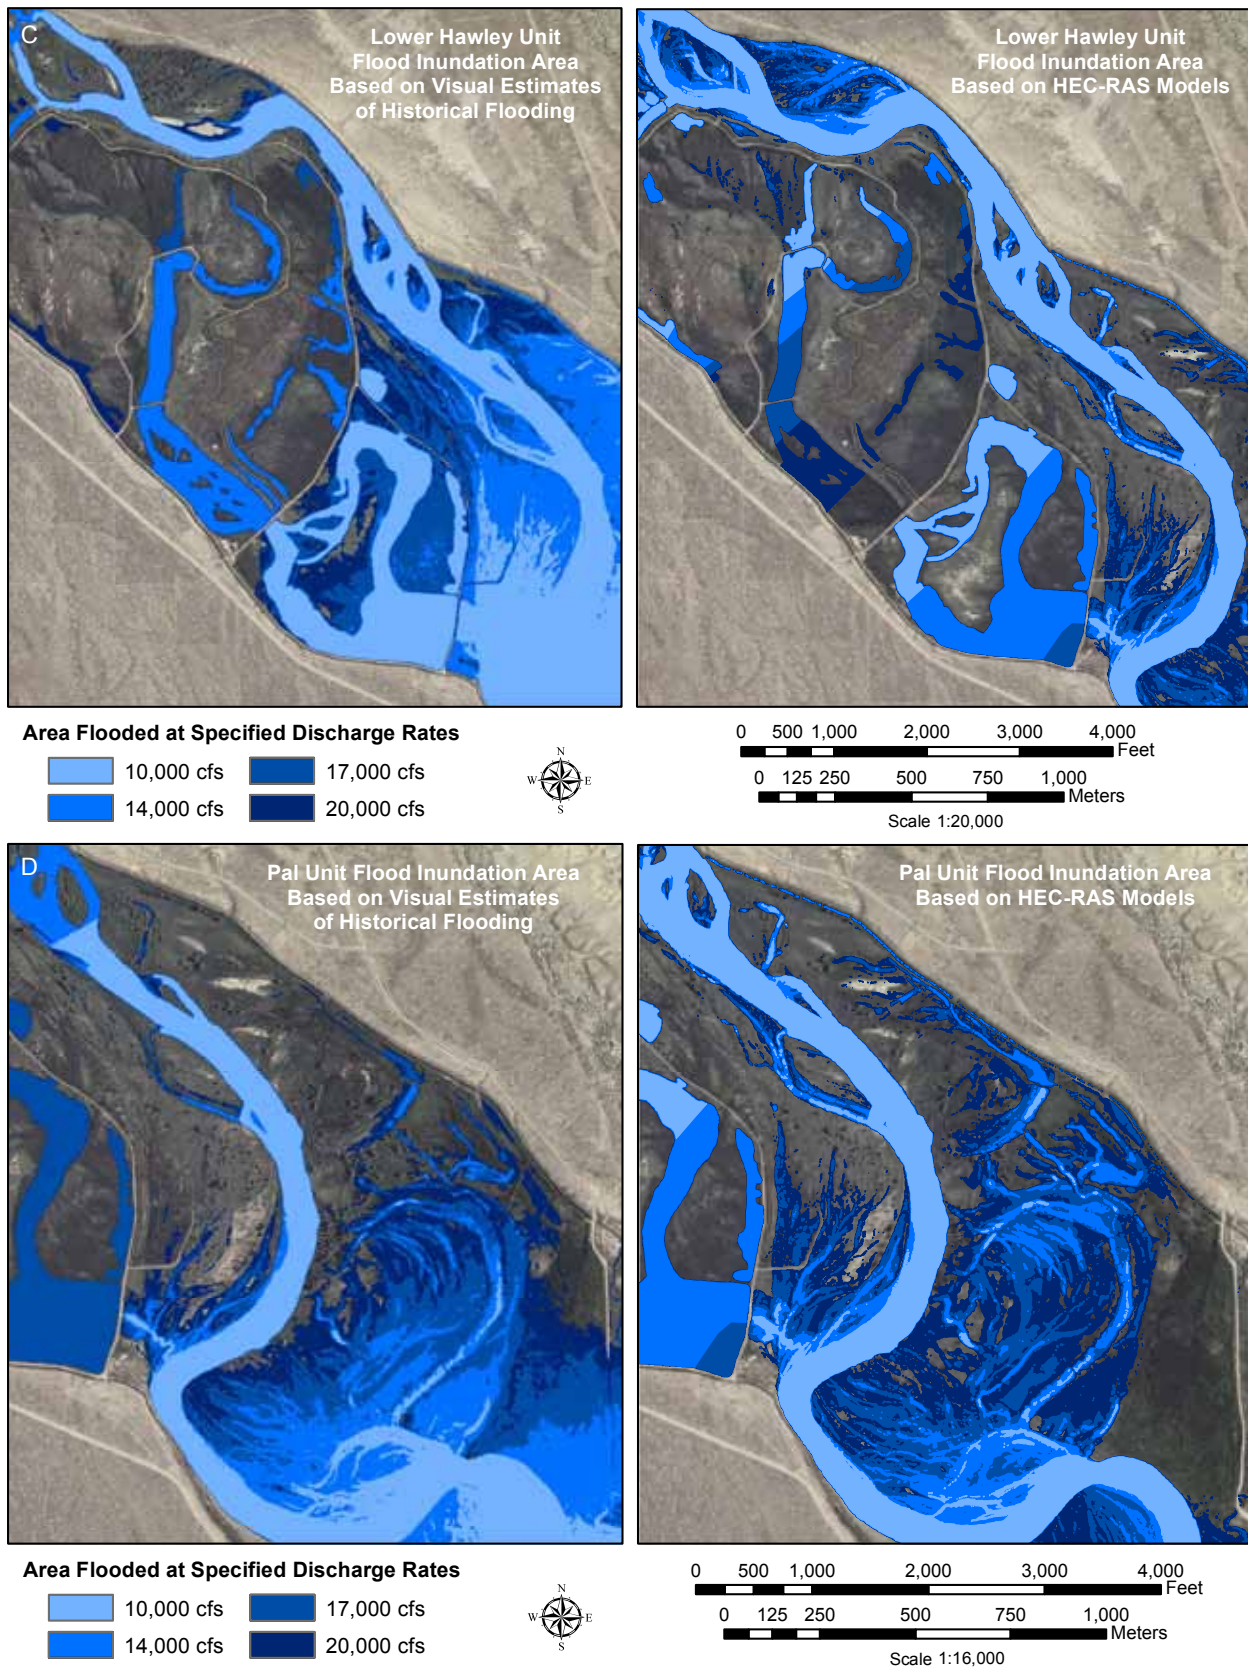 C
Lower Hawley Unit
Flood Inundation Area
Based on Visual Estimates
of Historical Flooding
Lower Hawley Unit
Flood Inundation Area
Based on HEC-RAS Models
Area Flooded at Specified Discharge Rates
10,000 cfs
17,000 cfs
14,000 cfs
20,000 cfs
N
W E
S
0 500 1,000 2,000 3,000 4,000
Feet
0 125 250 500 750 1,000
Meters
Scale 1:20,000
D
Pal Unit Flood Inundation Area
Based on Visual Estimates
of Historical Flooding
Pal Unit Flood Inundation Area
Based on HEC-RAS Models
Area Flooded at Specified Discharge Rates
10,000 cfs
17,000 cfs
14,000 cfs
20,000 cfs
N
W E
S
0 500 1,000 2,000 3,000 4,000
Feet
0 125 250 500 750 1,000
Meters
Scale 1:16,000